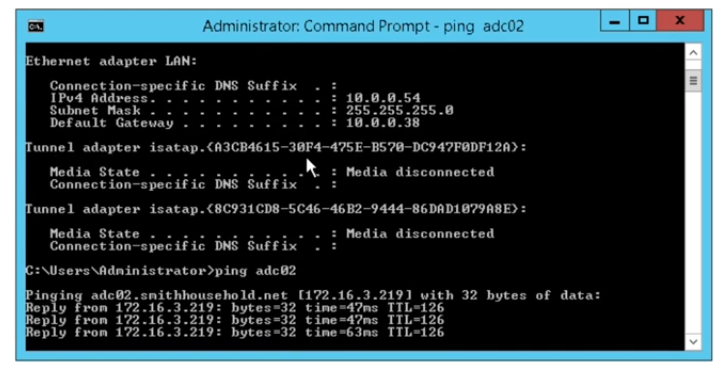 Administrator: Command Prompt - ping adc02
Ethernet adapter LAN:
Connection-specific DNS Suffix . :
IPv4 Address. . . . . . . . . . . : 10.0.0.54
Subnet Mask . . . . . . . . . . . : 255.255.255.0
Default Gateway . . . . . . . . . : 10.0.0.38
Tunnel adapter isatap.{A3CB4615-30F4-475E-B570-DC947F0DF12A}:
Media State . . . . . . . . . . . : Media disconnected
Connection-specific DNS Suffix . :
Tunnel adapter isatap.{8C931CD8-5C46-46B2-9444-86DAD1079A8E}:
Media State . . . . . . . . . . . : Media disconnected
Connection-specific DNS Suffix . :
C:\Users\Administrator>ping adc02
Pinging adc02.smithhousehold.net [172.16.3.219] with 32 bytes of data:
Reply from 172.16.3.219: bytes=32 time=47ms TTL=126
Reply from 172.16.3.219: bytes=32 time=47ms TTL=126
Reply from 172.16.3.219: bytes=32 time=63ms TTL=126